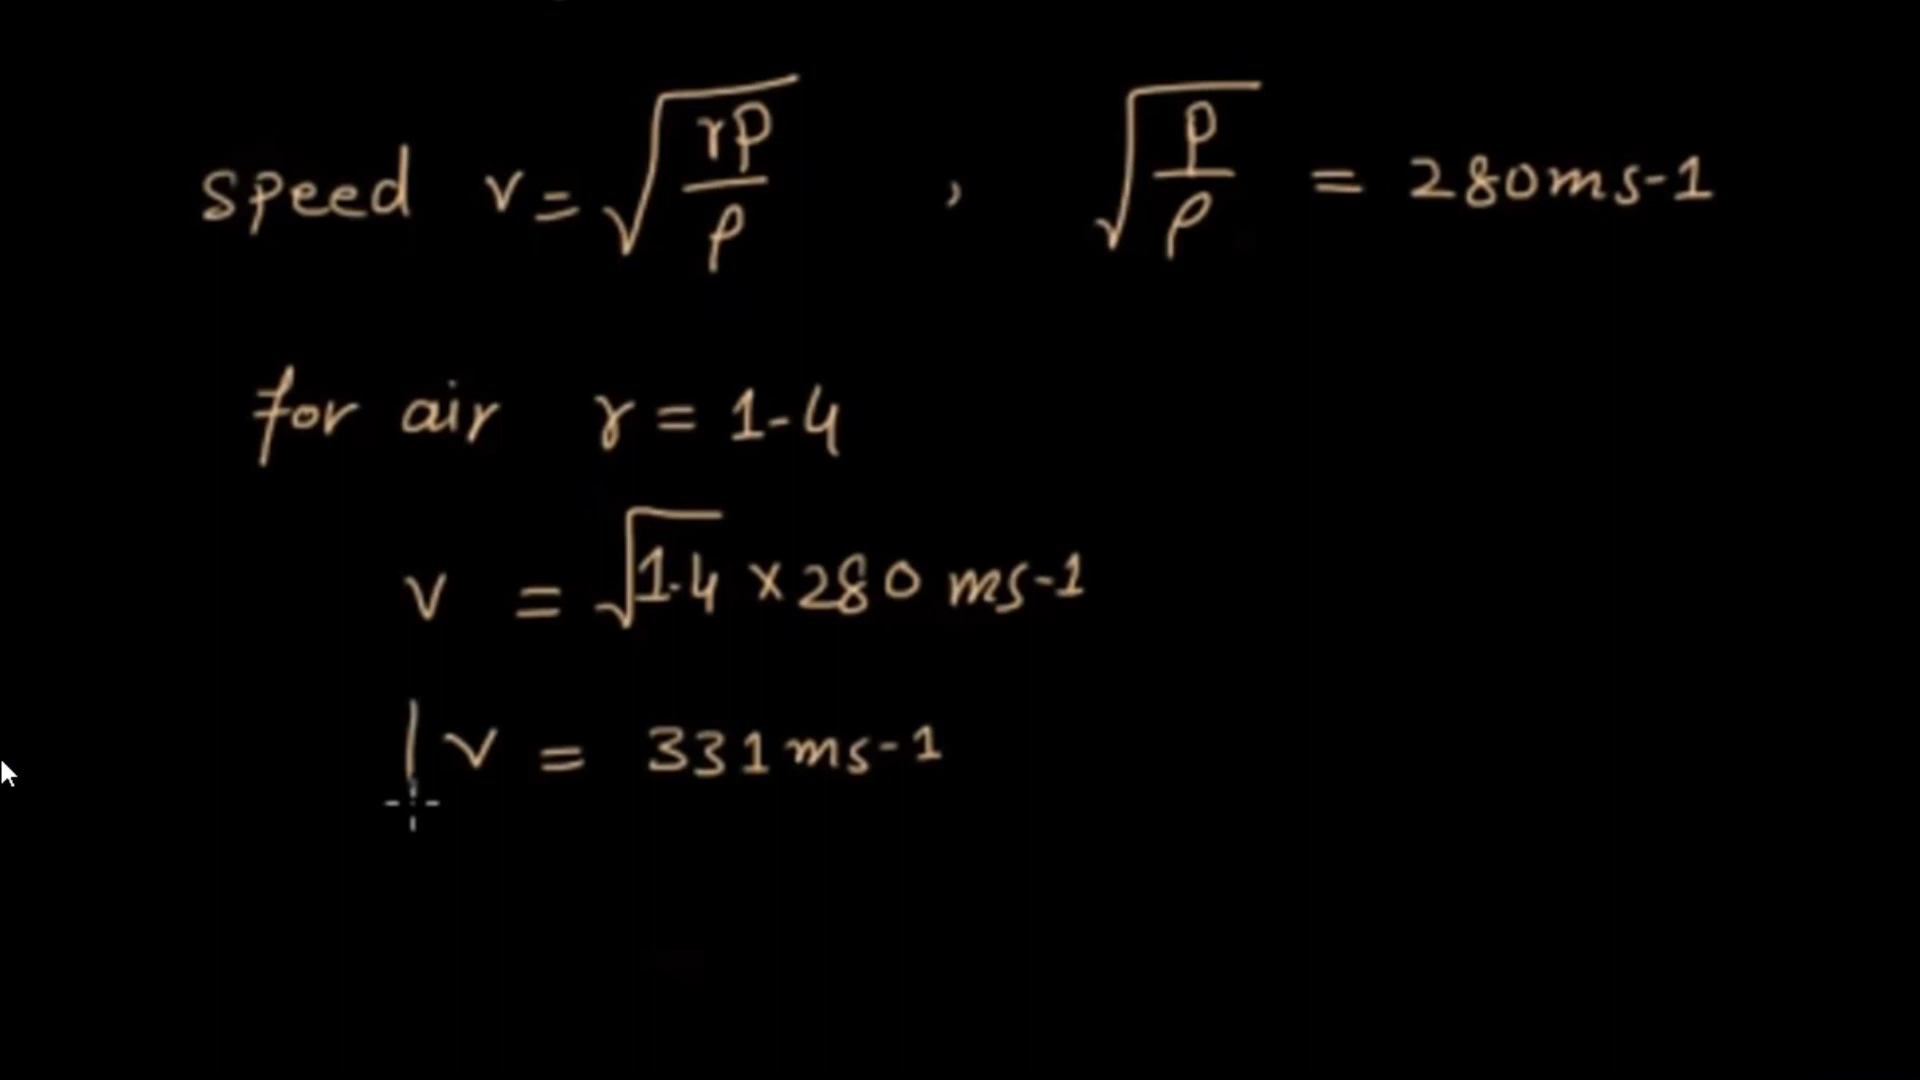 speed v = √(γP/ρ) , √(P/ρ) = 280ms-1
for air γ = 1-4
v = √1.4 × 280 ms-1
v = 331ms-1